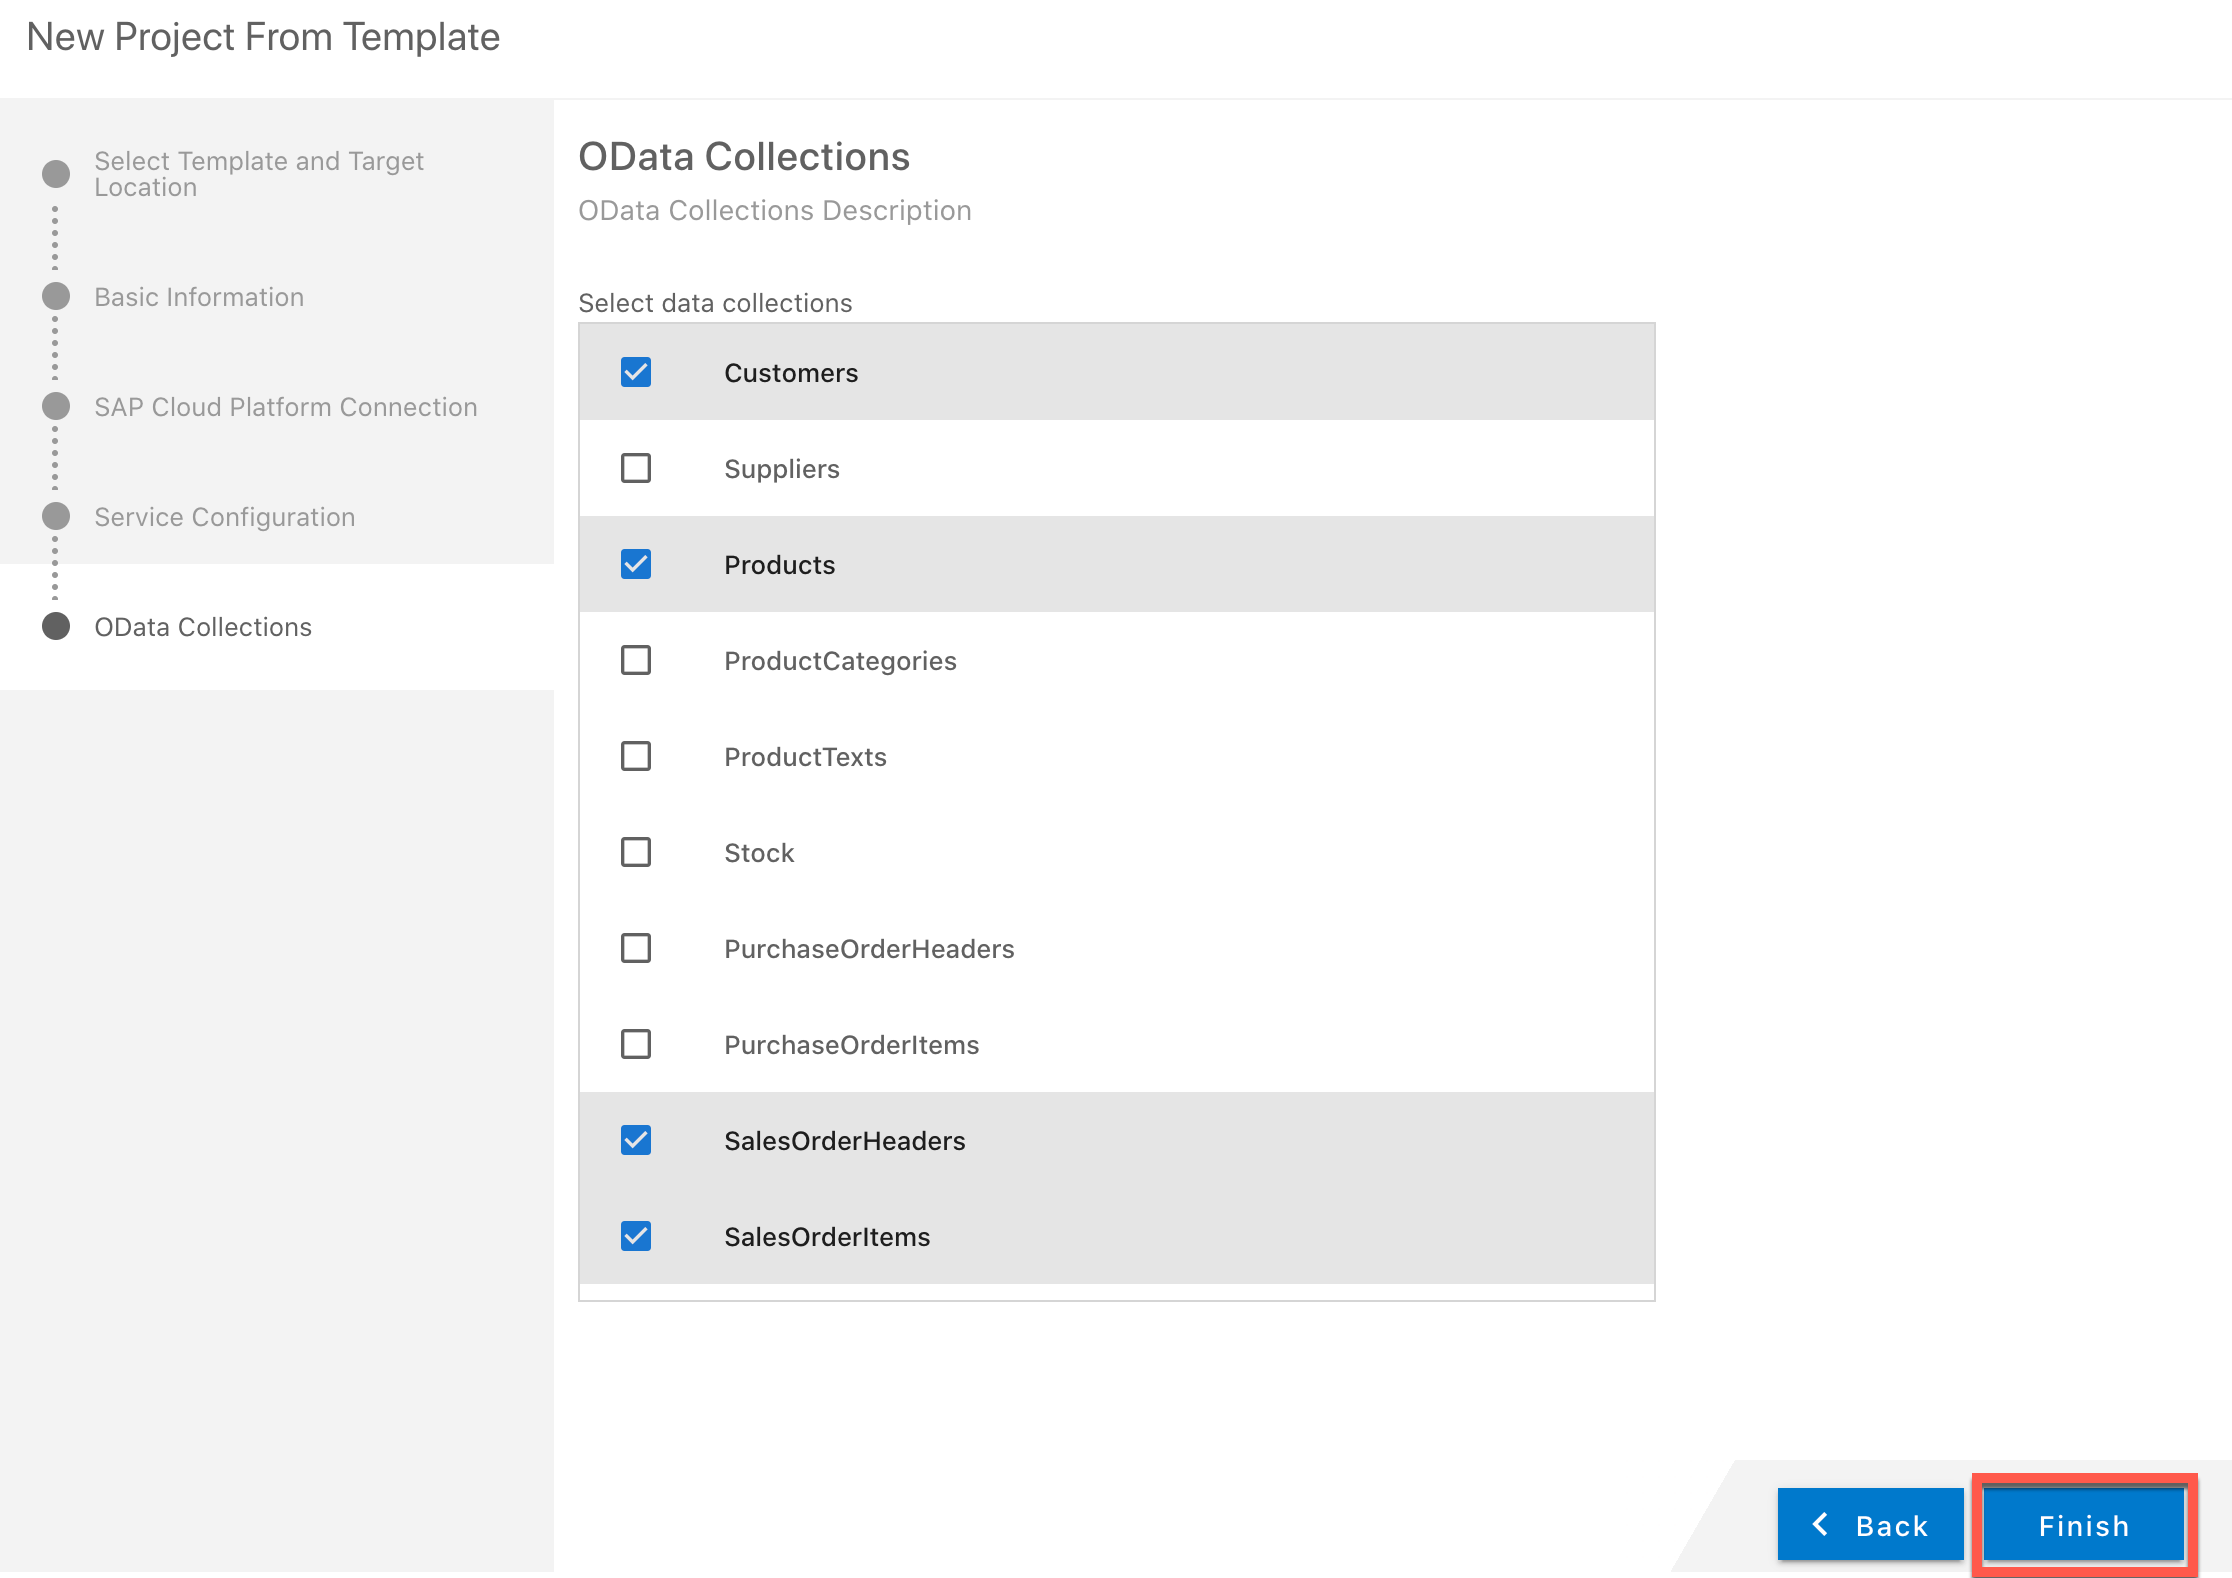 New Project From Template
Select Template and Target
Location
Basic Information
SAP Cloud Platform Connection
Service Configuration
OData Collections
OData Collections
OData Collections Description
Select data collections
Customers
Suppliers
Products
ProductCategories
ProductTexts
Stock
PurchaseOrderHeaders
PurchaseOrderItems
SalesOrderHeaders
SalesOrderItems
Back
Finish